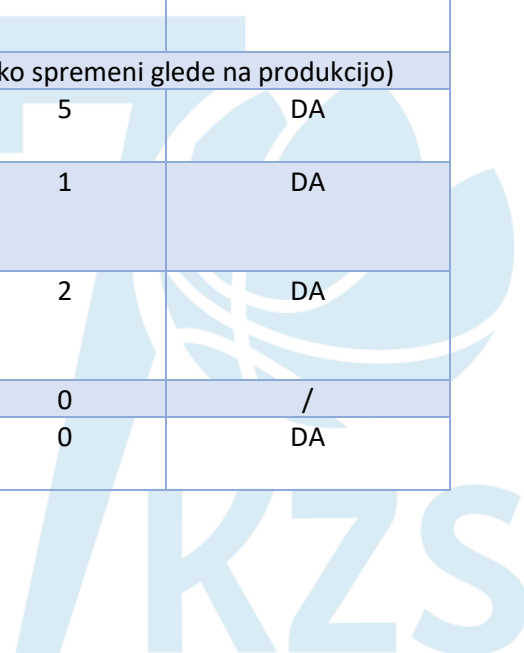 ko spremeni glede na produkcijo)
5 DA
1 DA
2 DA
0 /
0 DA
KZS